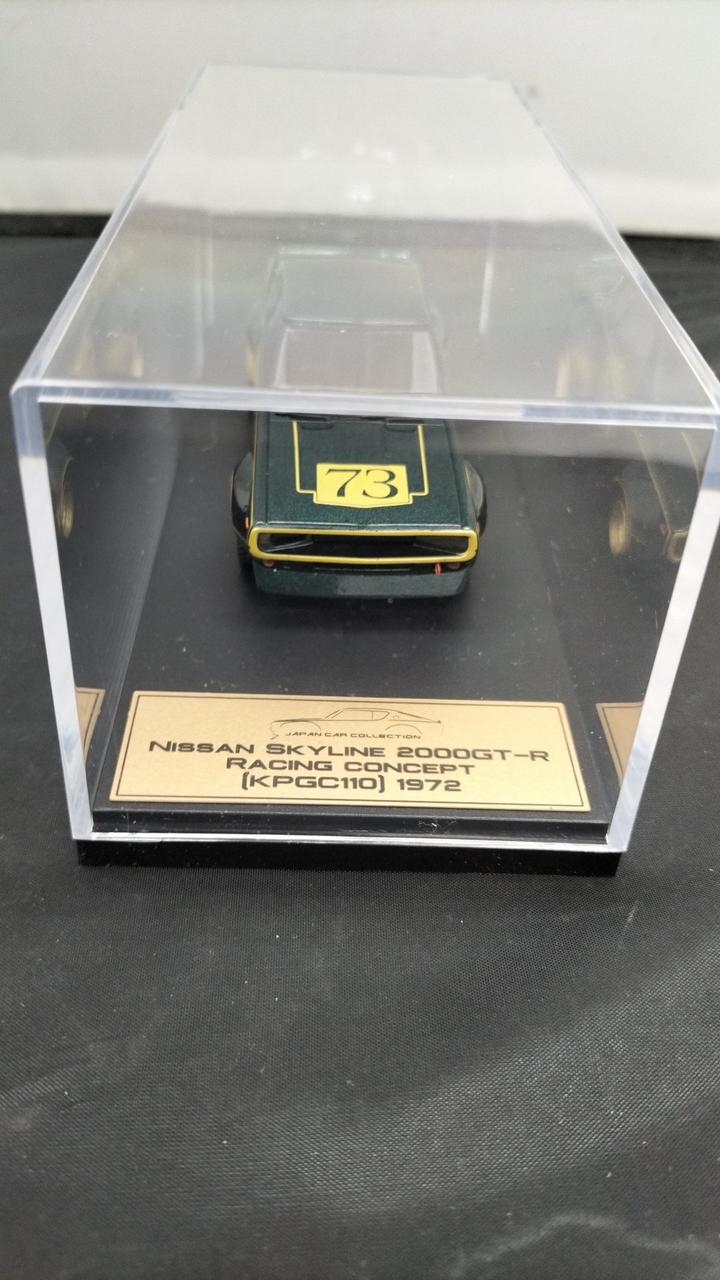 73
JAPAN CAR COLLECTION
NISSAN SKYLINE 2000GT-R
RACING CONCEPT
(KPGC110) 1972